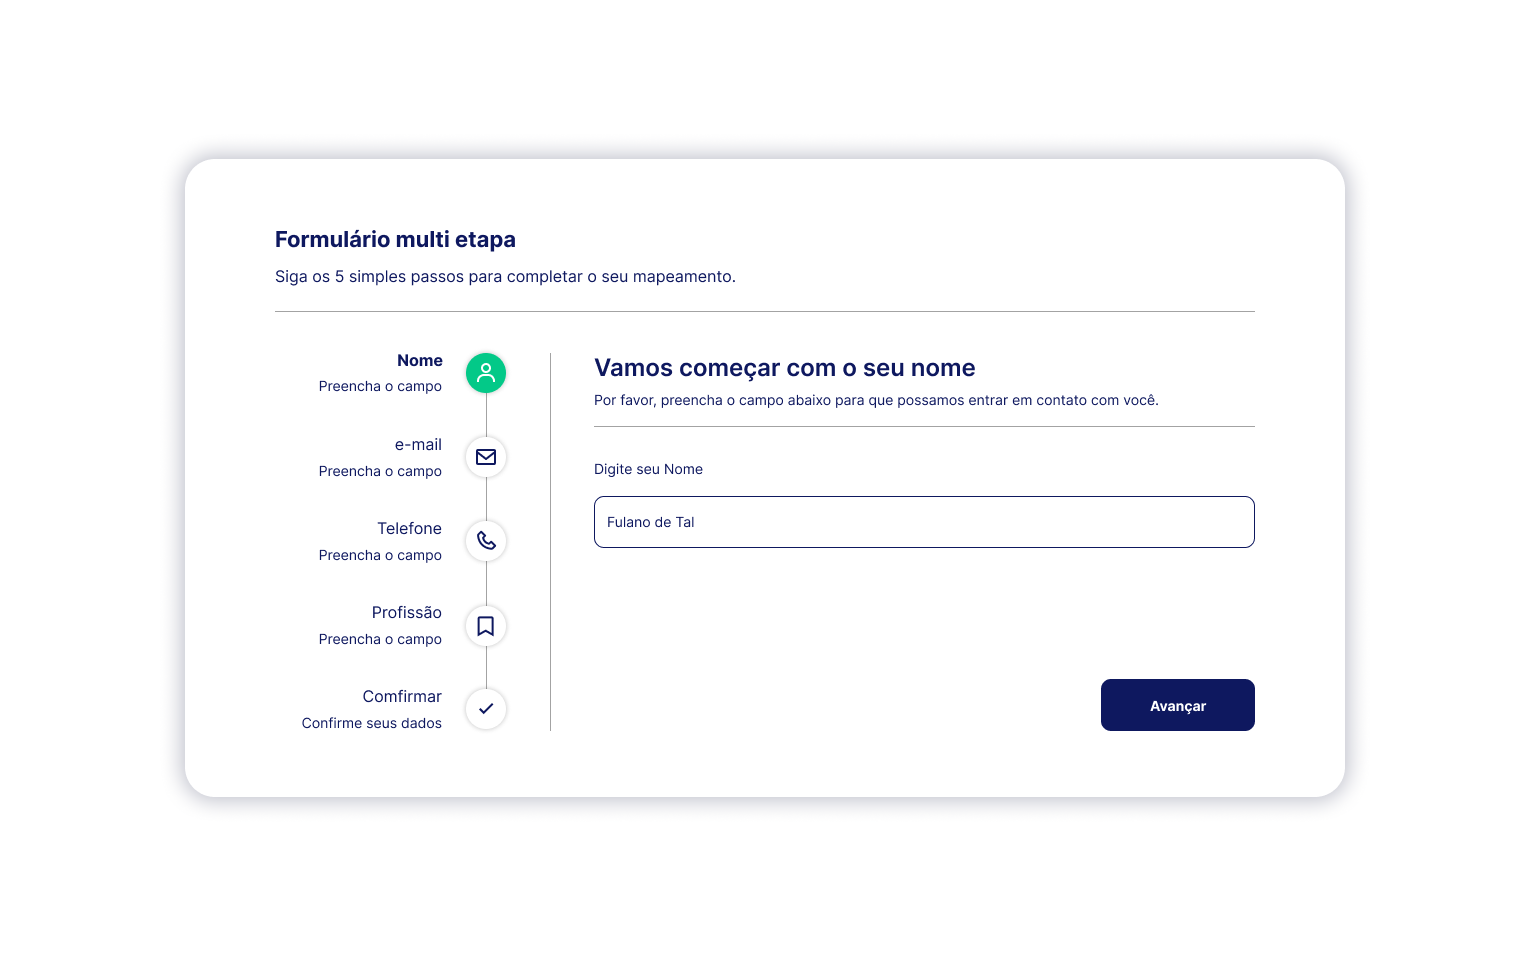 Formulário multi etapa
Siga os 5 simples passos para completar o seu mapeamento.
Nome
Preencha o campo
e-mail
Preencha o campo
Telefone
Preencha o campo
Profissão
Preencha o campo
Comfirmar
Confirme seus dados
Vamos começar com o seu nome
Por favor, preencha o campo abaixo para que possamos entrar em contato com você.
Digite seu Nome
Fulano de Tal
Avançar